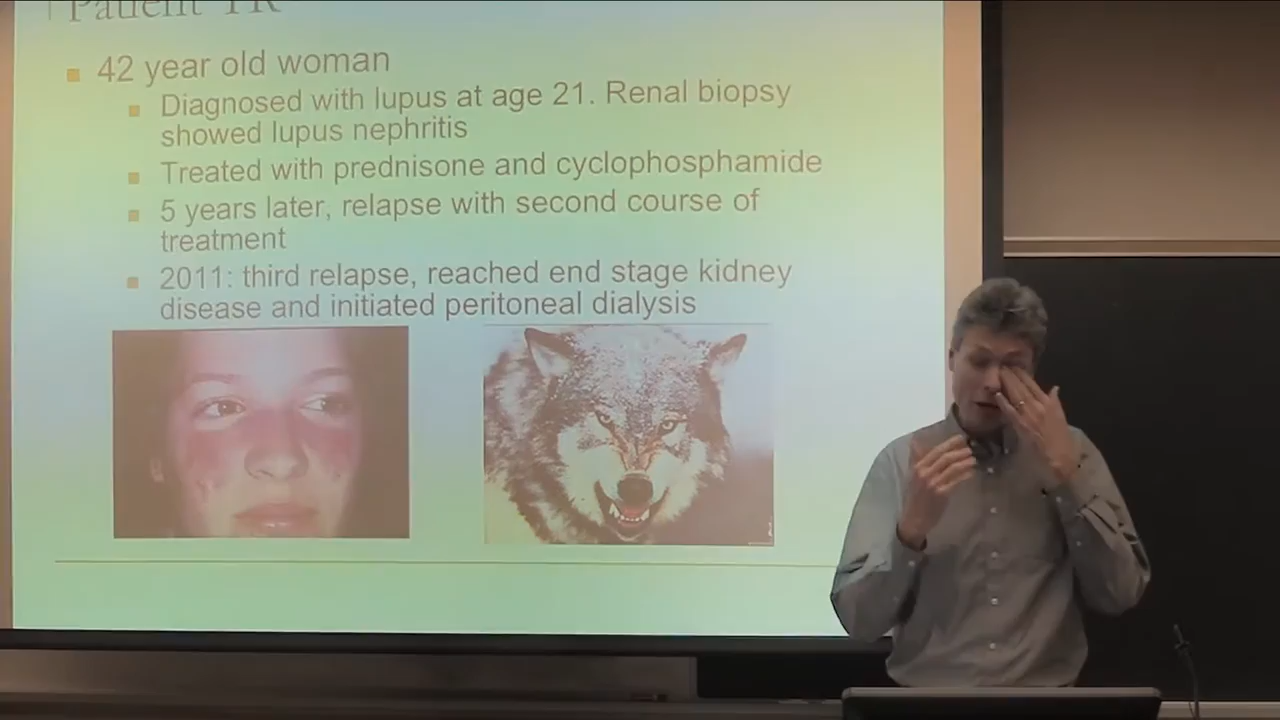 Patient TR
42 year old woman
Diagnosed with lupus at age 21. Renal biopsy
showed lupus nephritis
Treated with prednisone and cyclophosphamide
5 years later, relapse with second course of
treatment
2011: third relapse, reached end stage kidney
disease and initiated peritoneal dialysis